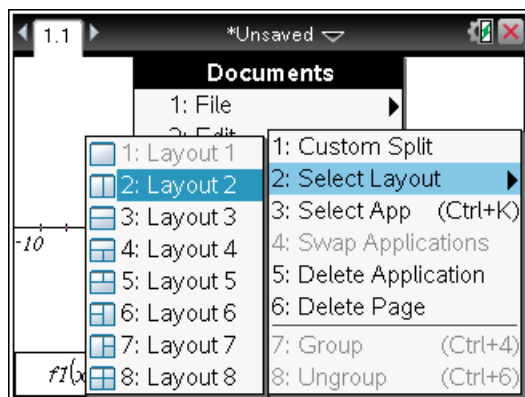 1.1
*Unsaved
Documents
1: File
2: Edit
1: Layout 1
2: Layout 2
3: Layout 3
4: Layout 4
5: Layout 5
6: Layout 6
7: Layout 7
8: Layout 8
1: Custom Split
2: Select Layout
3: Select App (Ctrl+K)
4: Swap Applications
5: Delete Application
6: Delete Page
7: Group (Ctrl+4)
8: Ungroup (Ctrl+6)
-10
f1(x